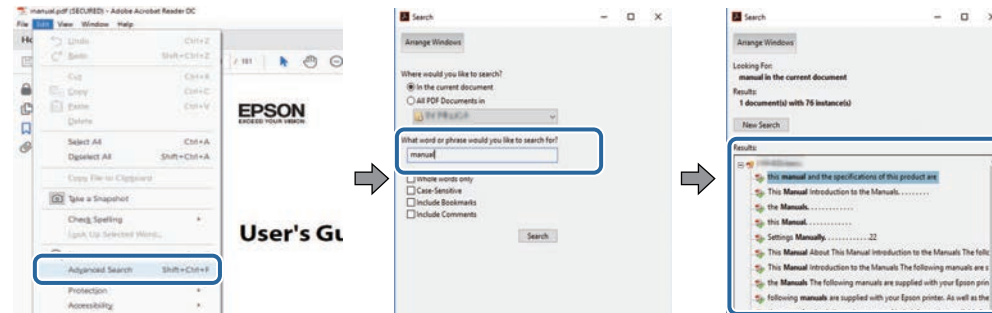 manual.pdf (SECURED) - Adobe Acrobat Reader DC
File Edit View Window Help
Undo Ctrl+Z
Redo Shift+Ctrl+Z
Cut Ctrl+X
Copy Ctrl+C
Paste Ctrl+V
Delete
Select All Ctrl+A
Deselect All Shift+Ctrl+A
Copy File to Clipboard
Take a Snapshot
Check Spelling
Look Up Selected Word...
Advanced Search Shift+Ctrl+F
Protection
Accessibility
/ 181
EPSON
EXCEED YOUR VISION
User's Gu
Search
Arrange Windows
Where would you like to search?
In the current document
All PDF Documents in
What word or phrase would you like to search for?
manual
Whole words only
Case-Sensitive
Include Bookmarks
Include Comments
Search
Search
Arrange Windows
Looking For:
manual in the current document
Results:
1 document(s) with 76 instance(s)
New Search
Results:
this manual and the specifications of this product are
This Manual Introduction to the Manuals.........
the Manuals.............
this Manual.............
Settings Manually............22
This Manual About This Manual Introduction to the Manuals The follo
This Manual Introduction to the Manuals The following manuals are s
the Manuals The following manuals are supplied with your Epson prin
following manuals are supplied with your Epson printer. As well as the